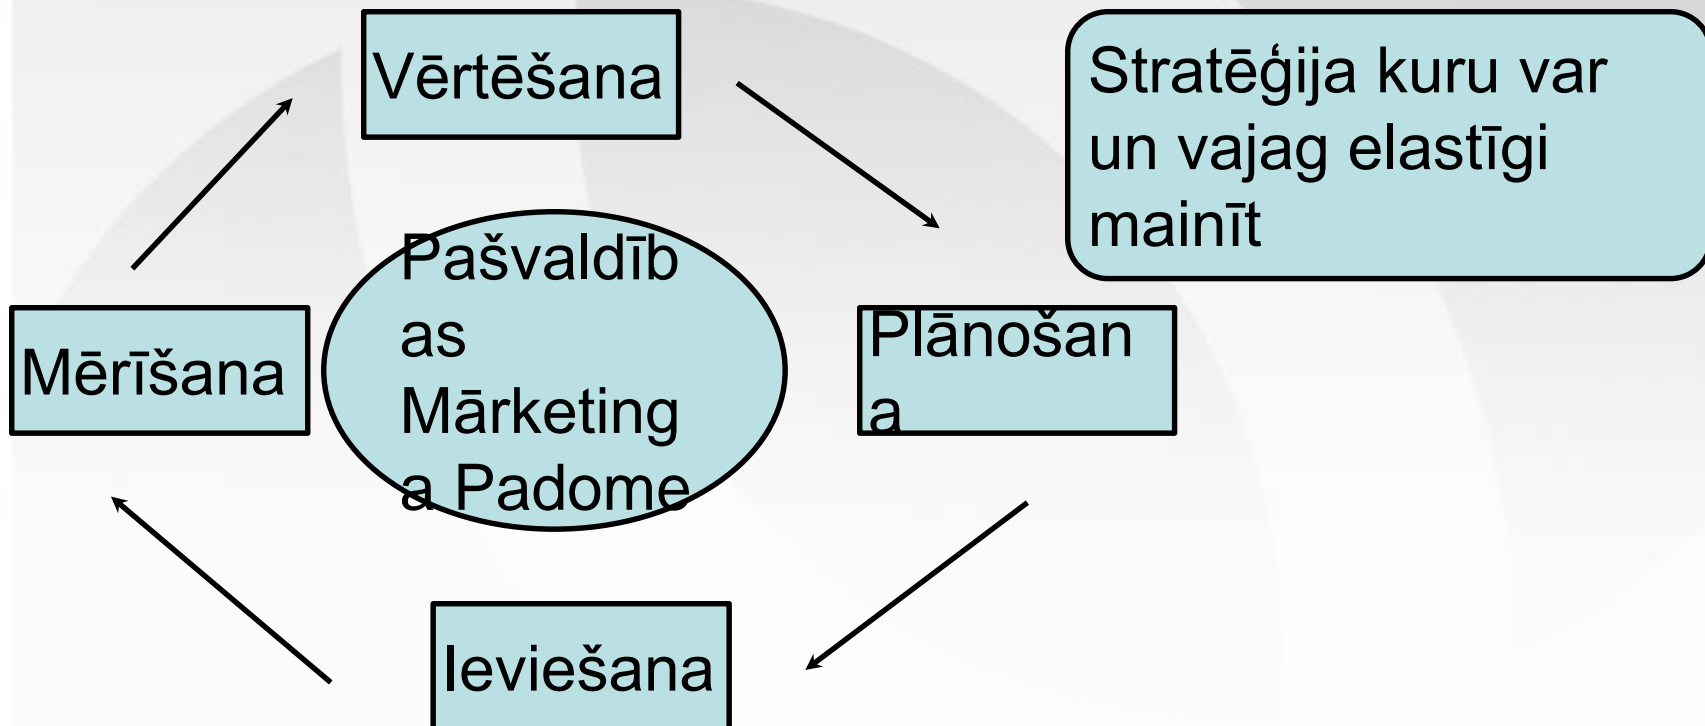 Vērtēšana
Stratēģija kuru var
un vajag elastīgi
mainīt
Pašvaldīb
as
Mārketing
a Padome
Mērīšana
Plānošan
a
Ieviešana